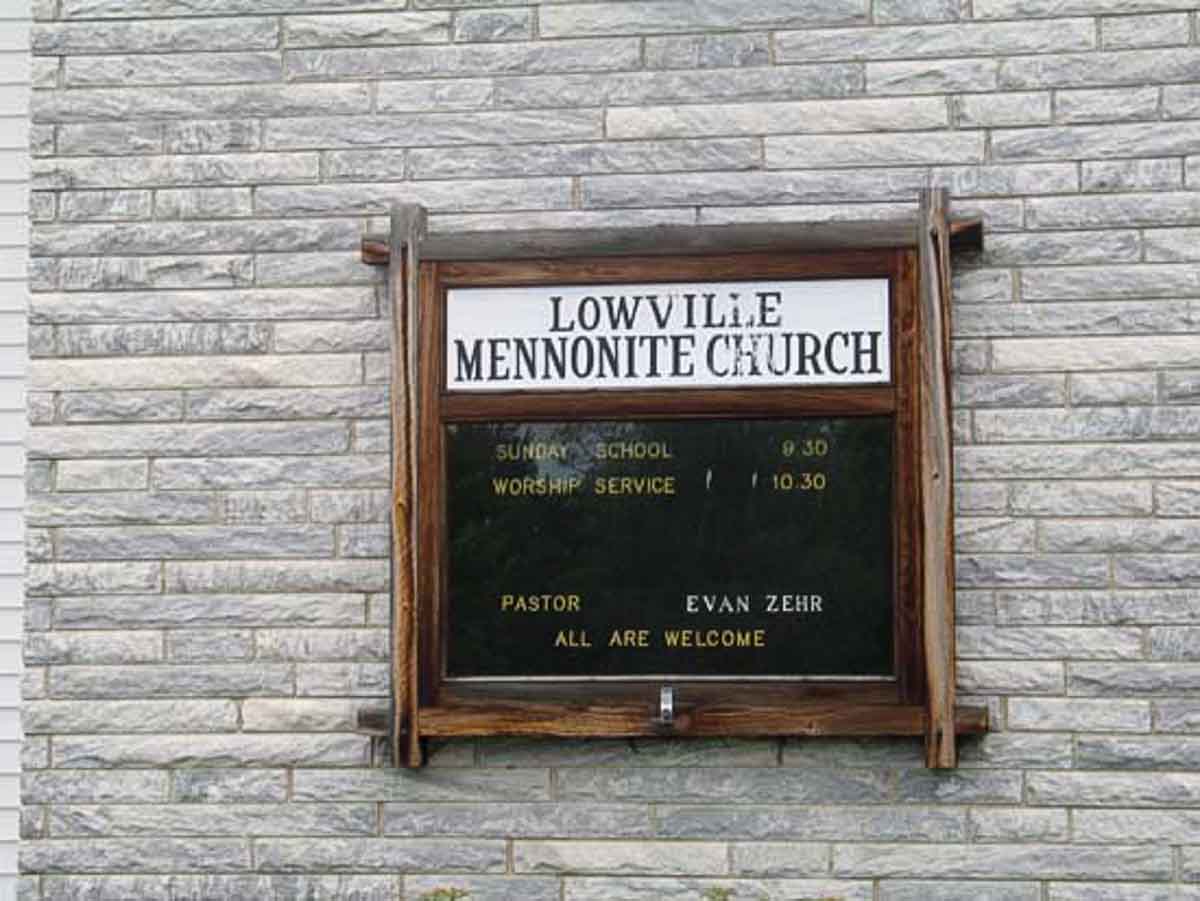 LOWVILLE
MENNONITE CHURCH
SUNDAY SCHOOL 9 30
WORSHIP SERVICE 10.30
PASTOR EVAN ZEHR
ALL ARE WELCOME